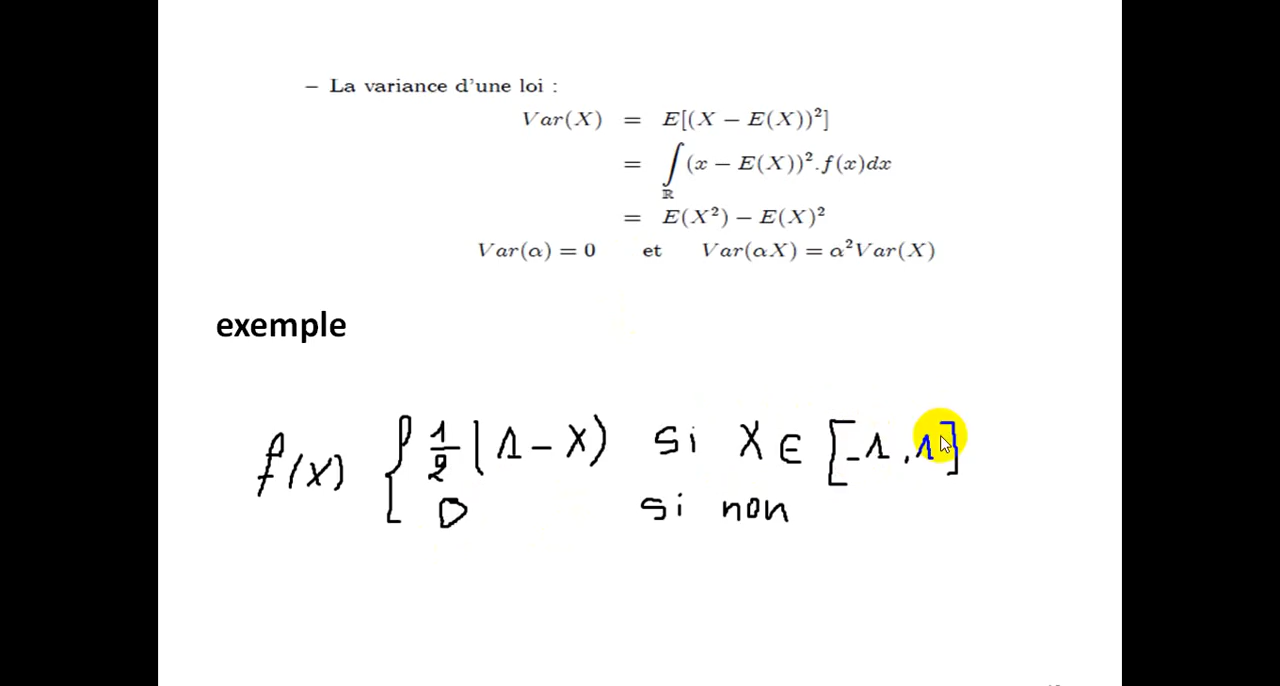 – La variance d'une loi :
Var(X) = E[(X − E(X))²]
= ∫ℝ (x − E(X))².f(x)dx
= E(X²) − E(X)²
Var(α) = 0 et Var(αX) = α²Var(X)
exemple
f(x) { 1/2 (1 − x) si x ∈ [-1, 1]
0 si non